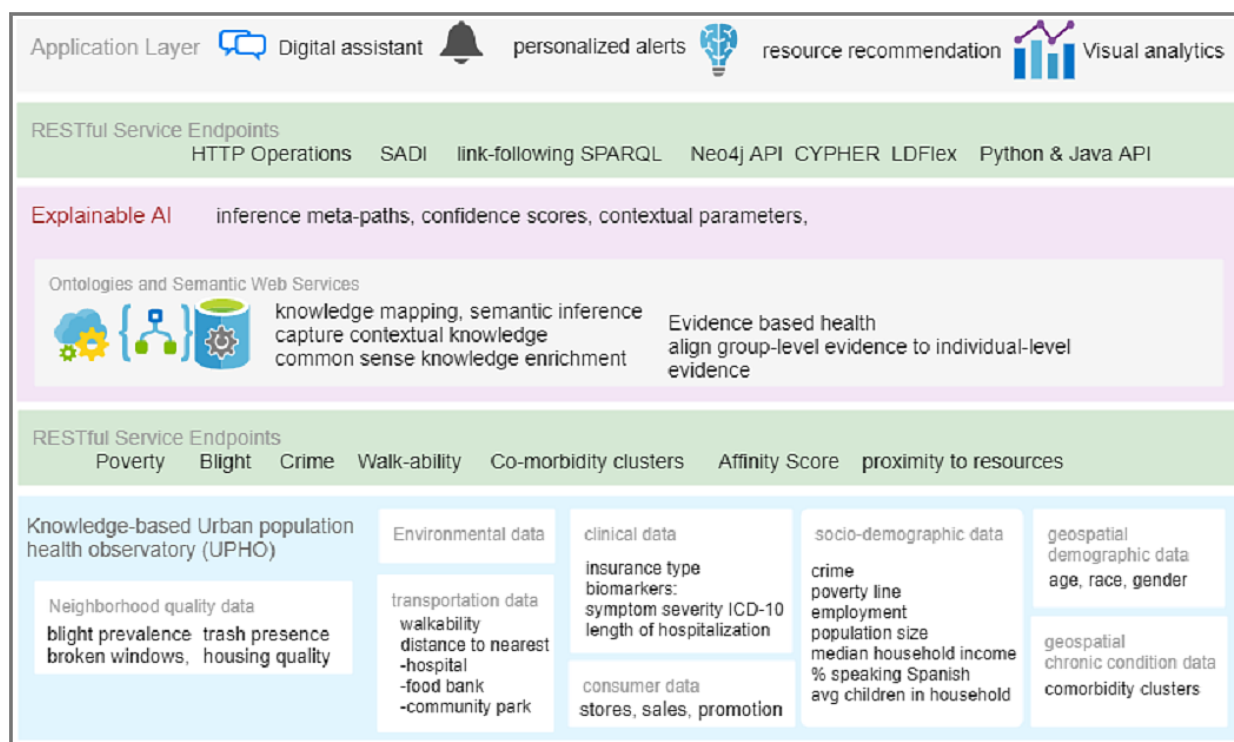 Application Layer
Digital assistant
personalized alerts
resource recommendation
Visual analytics
RESTful Service Endpoints
HTTP Operations SADI link-following SPARQL Neo4j API CYPHER LDFlex Python & Java API
Explainable AI
inference meta-paths, confidence scores, contextual parameters,
Ontologies and Semantic Web Services
knowledge mapping, semantic inference
capture contextual knowledge
common sense knowledge enrichment
Evidence based health
align group-level evidence to individual-level
evidence
RESTful Service Endpoints
Poverty Blight Crime Walk-ability Co-morbidity clusters Affinity Score proximity to resources
Knowledge-based Urban population
health observatory (UPHO)
Neighborhood quality data
blight prevalence trash presence
broken windows, housing quality
Environmental data
transportation data
walkability
distance to nearest
-hospital
-food bank
-community park
clinical data
insurance type
biomarkers:
symptom severity ICD-10
length of hospitalization
consumer data
stores, sales, promotion
socio-demographic data
crime
poverty line
employment
population size
median household income
% speaking Spanish
avg children in household
geospatial
demographic data
age, race, gender
geospatial
chronic condition data
comorbidity clusters